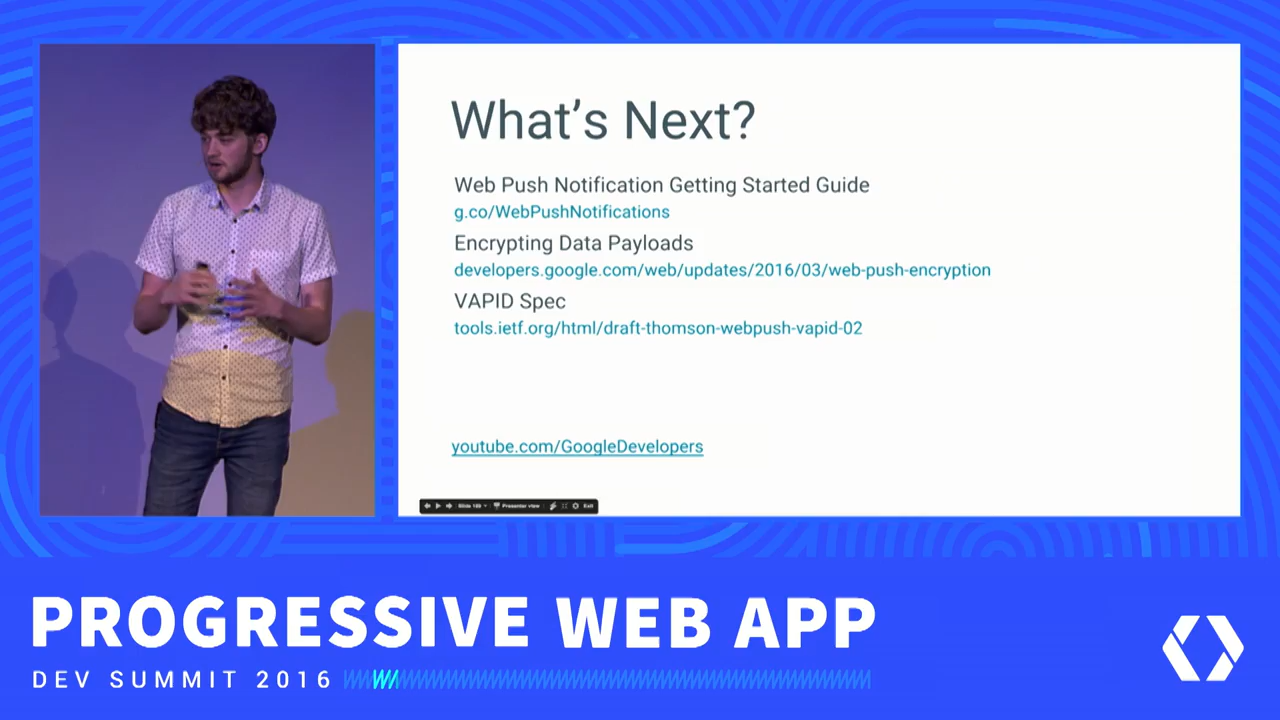 What's Next?
Web Push Notification Getting Started Guide
g.co/WebPushNotifications
Encrypting Data Payloads
developers.google.com/web/updates/2016/03/web-push-encryption
VAPID Spec
tools.ietf.org/html/draft-thomson-webpush-vapid-02
youtube.com/GoogleDevelopers
Presenter view
Exit
PROGRESSIVE WEB APP
DEV SUMMIT 2016